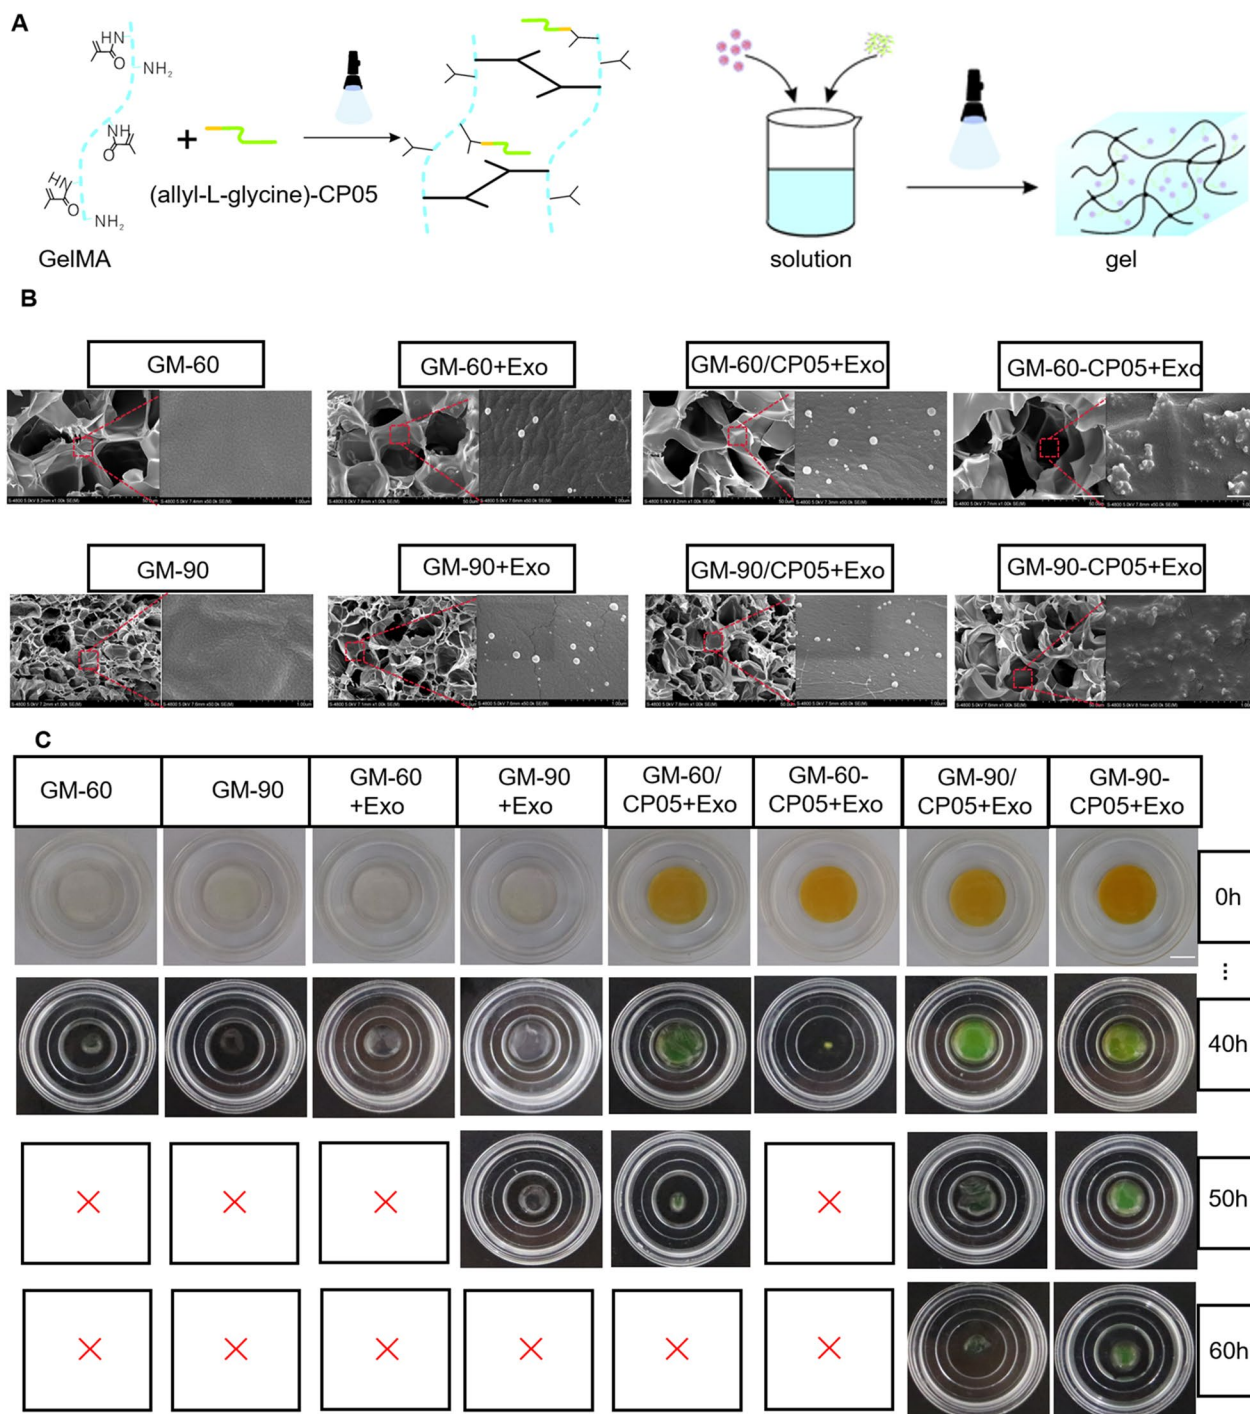 A
HN
O
NH2
NH
O
HN
O
NH2
+
(allyl-L-glycine)-CP05
GelMA
solution
gel
B
GM-60
GM-60+Exo
GM-60/CP05+Exo
GM-60-CP05+Exo
GM-90
GM-90+Exo
GM-90/CP05+Exo
GM-90-CP05+Exo
C
GM-60
GM-90
GM-60
+Exo
GM-90
+Exo
GM-60/
CP05+Exo
GM-60-
CP05+Exo
GM-90/
CP05+Exo
GM-90-
CP05+Exo
0h
⋮
40h
50h
60h